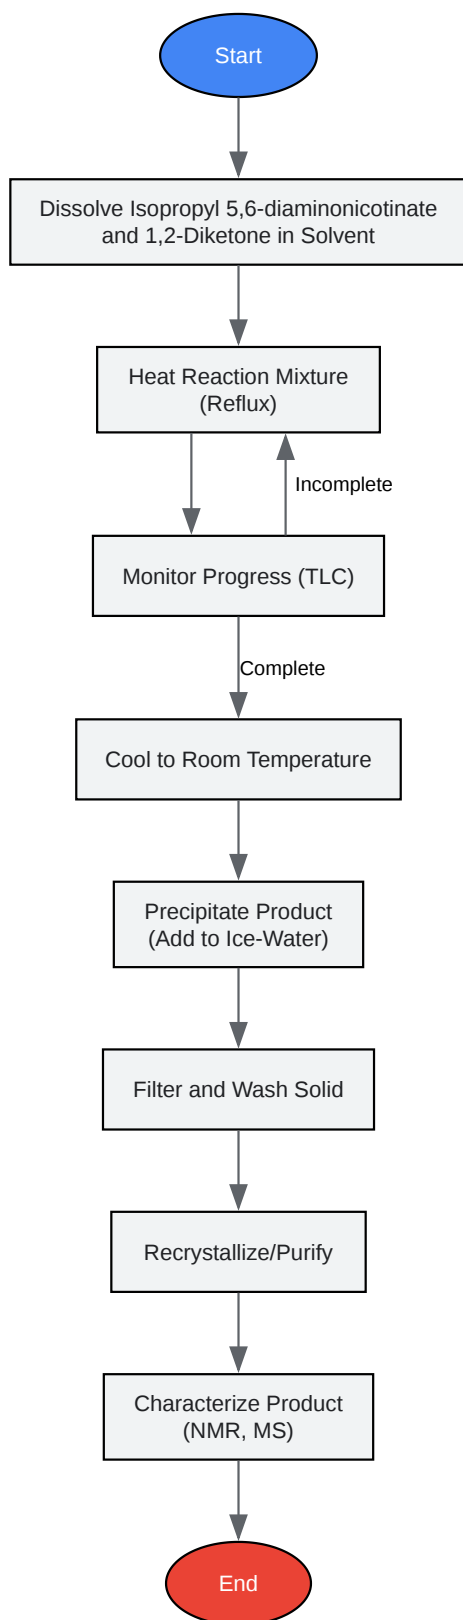 Start
Dissolve Isopropyl 5,6-diaminonicotinate
and 1,2-Diketone in Solvent
Heat Reaction Mixture
(Reflux)
Incomplete
Monitor Progress (TLC)
Complete
Cool to Room Temperature
Precipitate Product
(Add to Ice-Water)
Filter and Wash Solid
Recrystallize/Purify
Characterize Product
(NMR, MS)
End